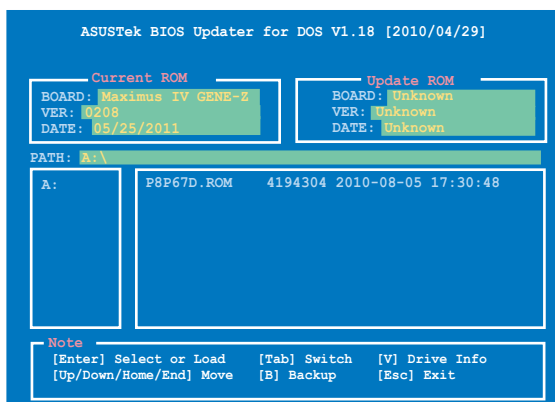 ASUSTek BIOS Updater for DOS V1.18 [2010/04/29]
Current ROM
BOARD: Maximus IV GENE-Z
VER: 0208
DATE: 05/25/2011
Update ROM
BOARD: Unknown
VER: Unknown
DATE: Unknown
PATH: A:\
A:
P8P67D.ROM 4194304 2010-08-05 17:30:48
Note
[Enter] Select or Load [Tab] Switch [V] Drive Info
[Up/Down/Home/End] Move [B] Backup [Esc] Exit